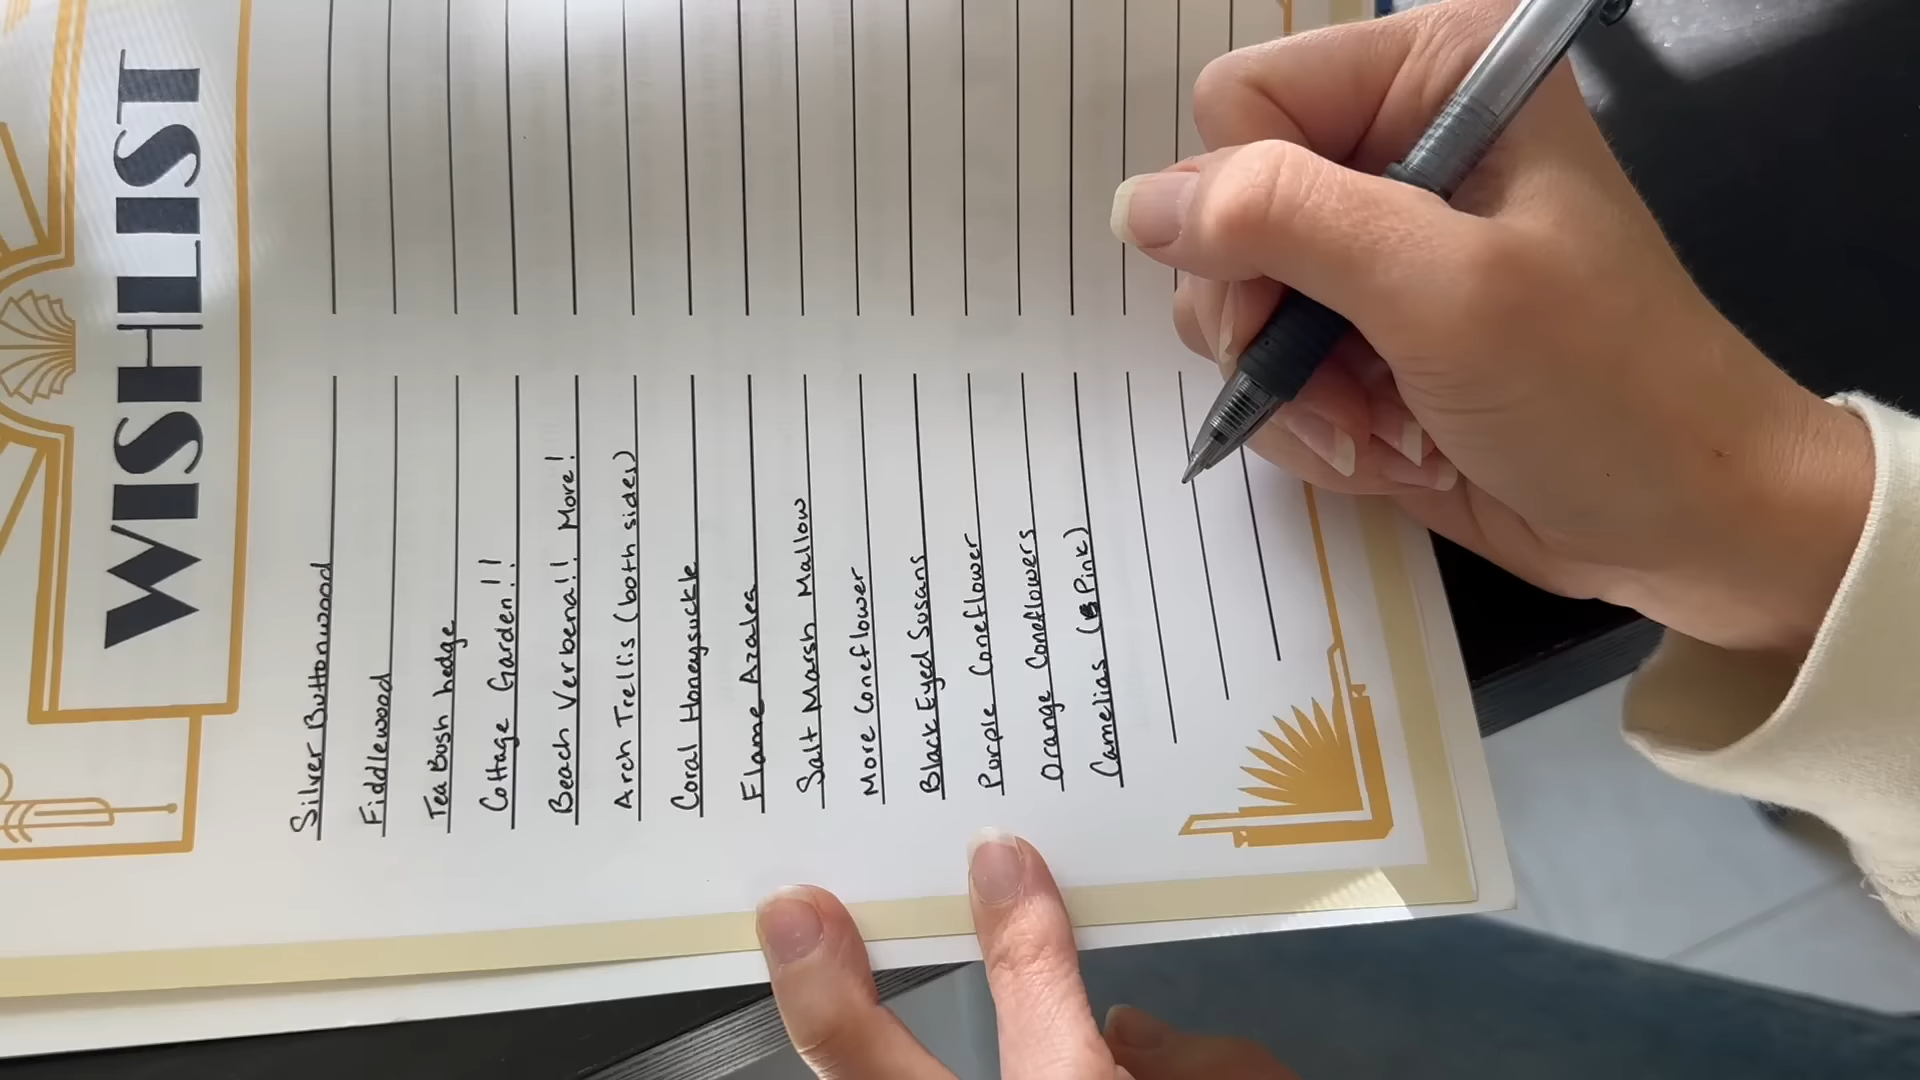 WISHLIST
Silver Buttonwood
Fiddlewood
Tea Bush hedge
Cottage Garden!!
Beach Verbena!! More!
Arch Trellis (both sides)
Coral Honeysuckle
Flame Azalea
Salt Marsh Mallow
More Coneflower
Black Eyed Susans
Purple Coneflower
Orange Coneflowers
Camelias (Pink)